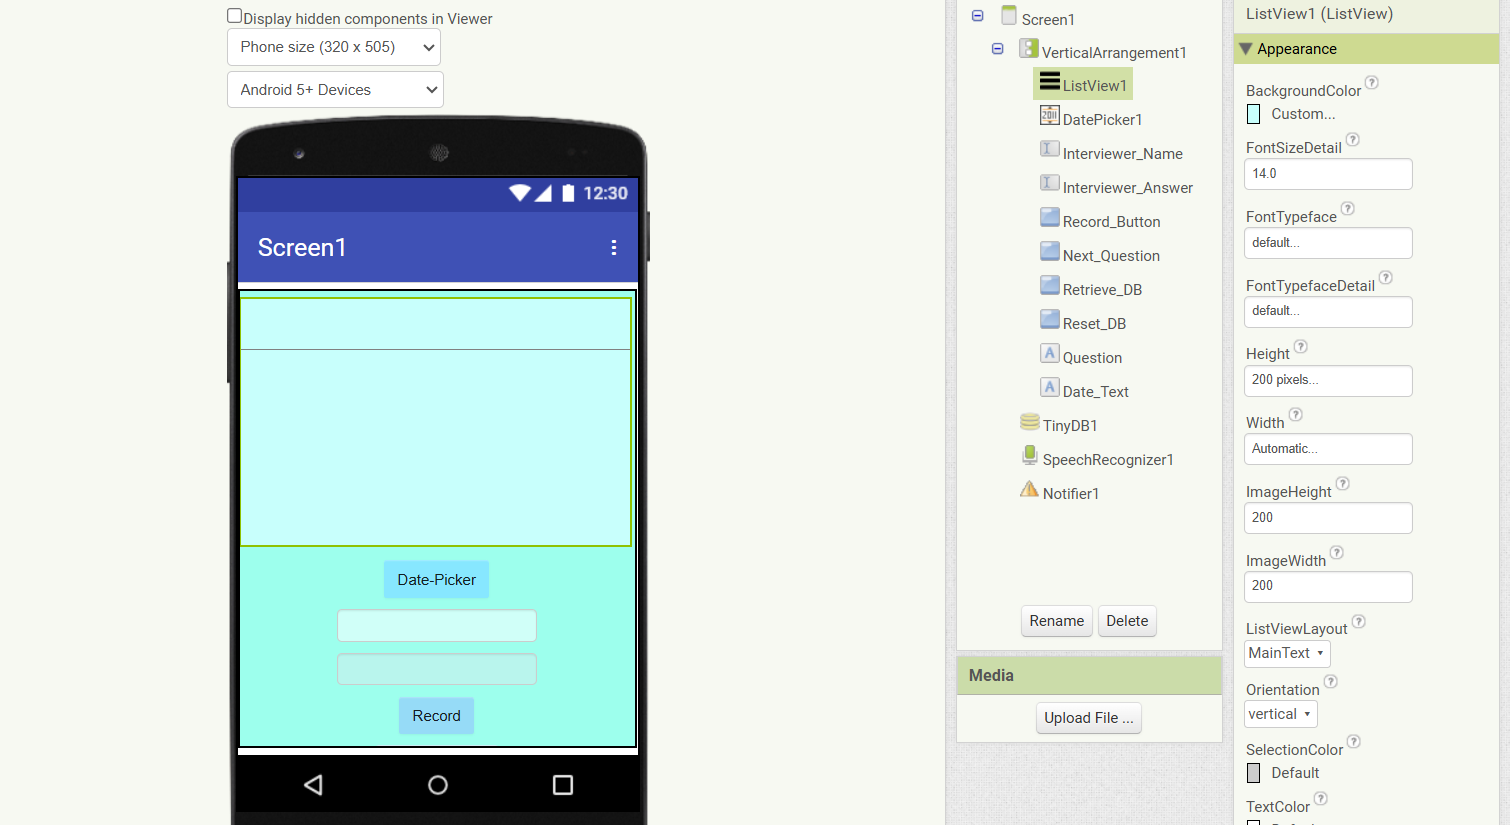 Display hidden components in Viewer
Phone size (320 x 505)
Android 5+ Devices
12:30
Screen1
Date-Picker
Record
Screen1
VerticalArrangement1
ListView1
2011
DatePicker1
Interviewer_Name
Interviewer_Answer
Record_Button
Next_Question
Retrieve_DB
Reset_DB
A Question
A Date_Text
TinyDB1
SpeechRecognizer1
Notifier1
Rename Delete
Media
Upload File ...
ListView1 (ListView)
Appearance
BackgroundColor ?
Custom...
FontSizeDetail ?
14.0
FontTypeface ?
default...
FontTypefaceDetail ?
default...
Height ?
200 pixels...
Width ?
Automatic...
ImageHeight ?
200
ImageWidth ?
200
ListViewLayout ?
MainText
Orientation ?
vertical
SelectionColor ?
Default
TextColor ?